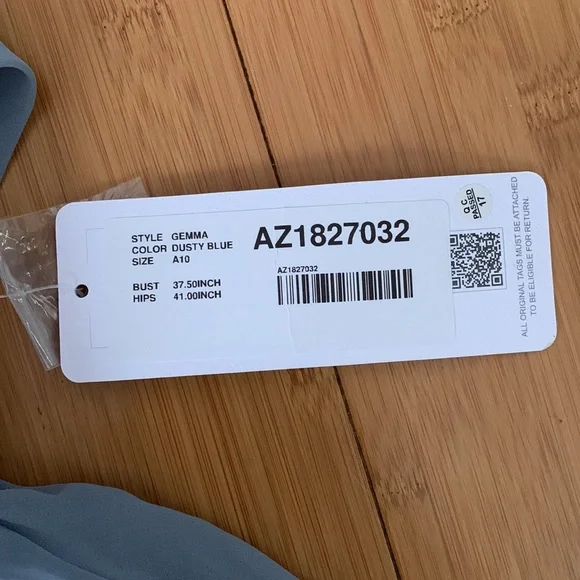 STYLE GEMMA
COLOR DUSTY BLUE
SIZE A10
BUST 37.50INCH
HIPS 41.00INCH
AZ1827032
AZ1827032
Q C
PASSED
17
ALL ORIGINAL TAGS MUST BE ATTACHED
TO BE ELIGIBLE FOR RETURN.